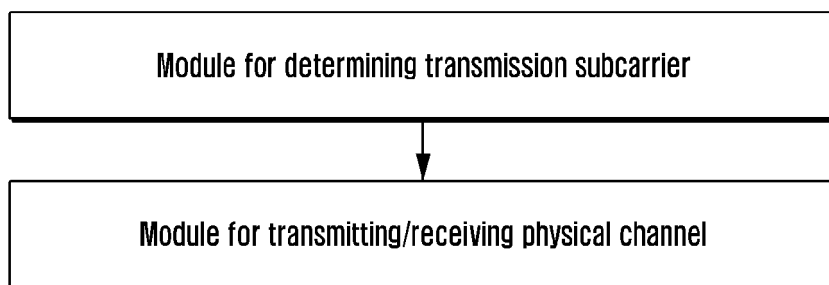 Module for determining transmission subcarrier
Module for transmitting/receiving physical channel